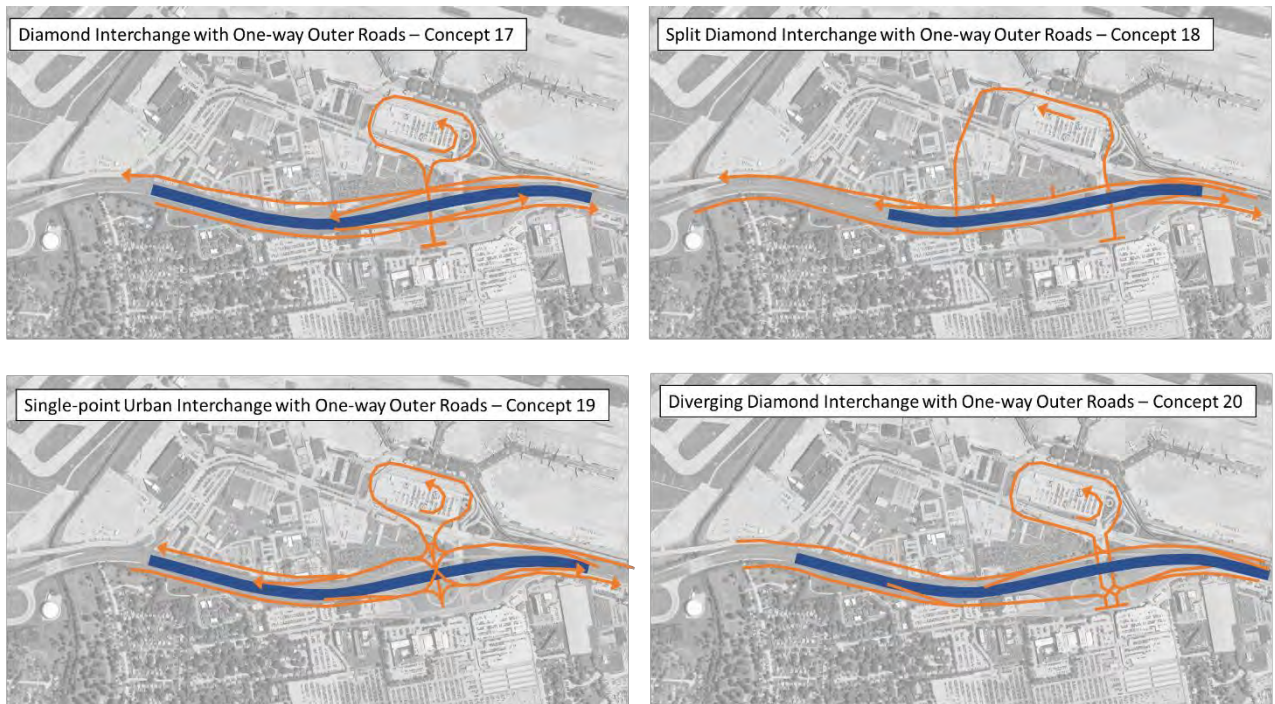 Diamond Interchange with One-way Outer Roads – Concept 17
Split Diamond Interchange with One-way Outer Roads – Concept 18
Single-point Urban Interchange with One-way Outer Roads – Concept 19
Diverging Diamond Interchange with One-way Outer Roads – Concept 20